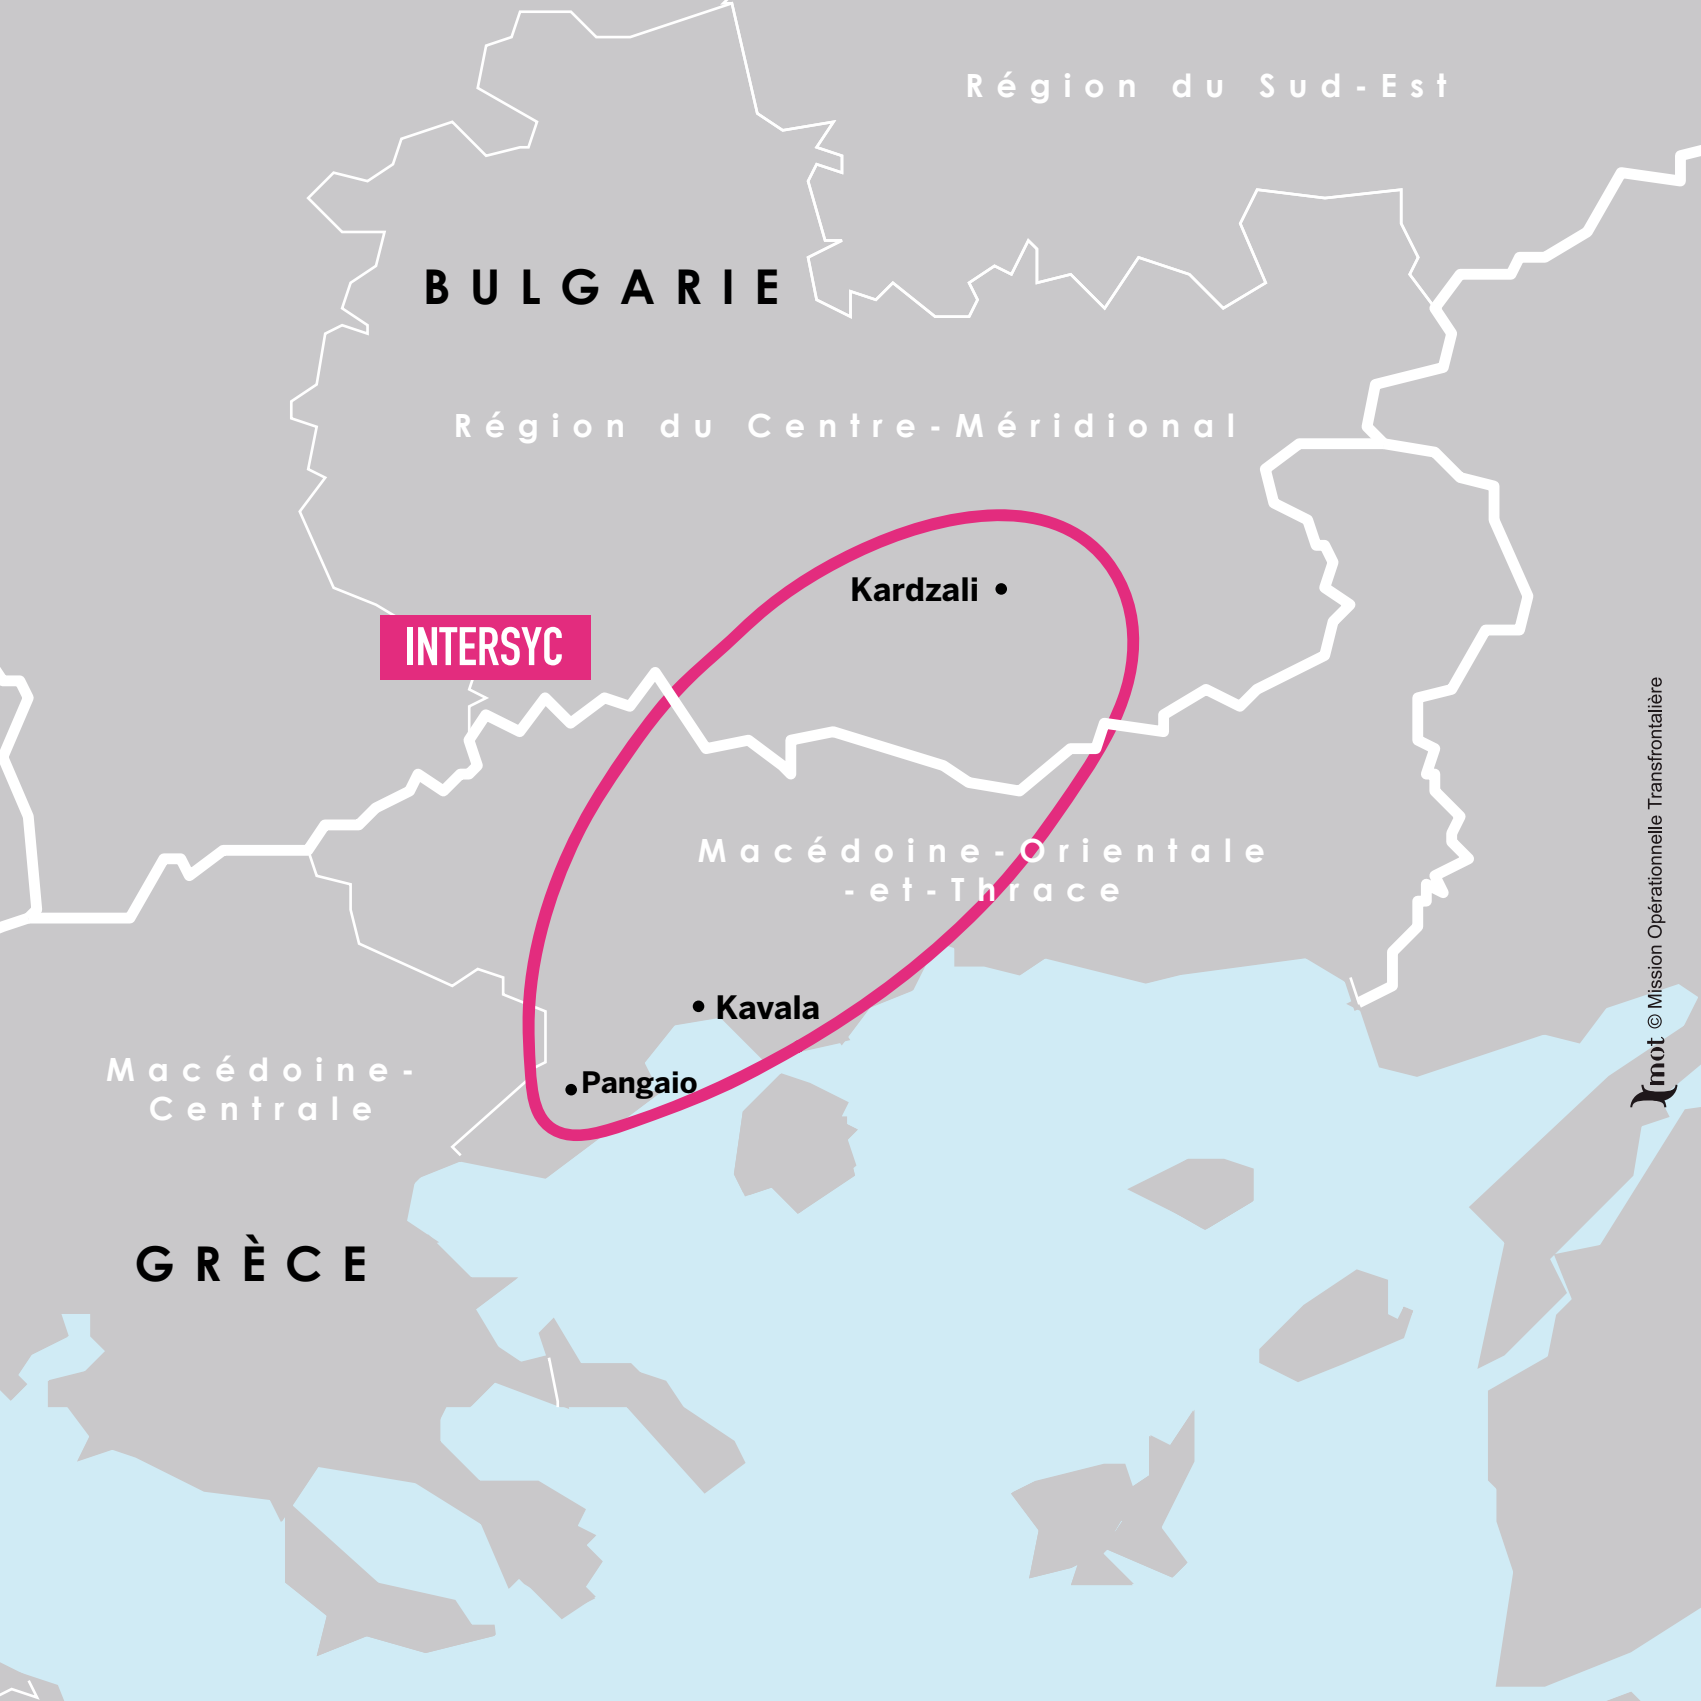 Région du Sud-Est
BULGARIE
Région du Centre-Méridional
Kardzali
INTERSYC
Macédoine-Orientale
-et-Thrace
Kavala
Pangaio
Macédoine-
Centrale
GRÈCE
mot © Mission Opérationnelle Transfrontalière